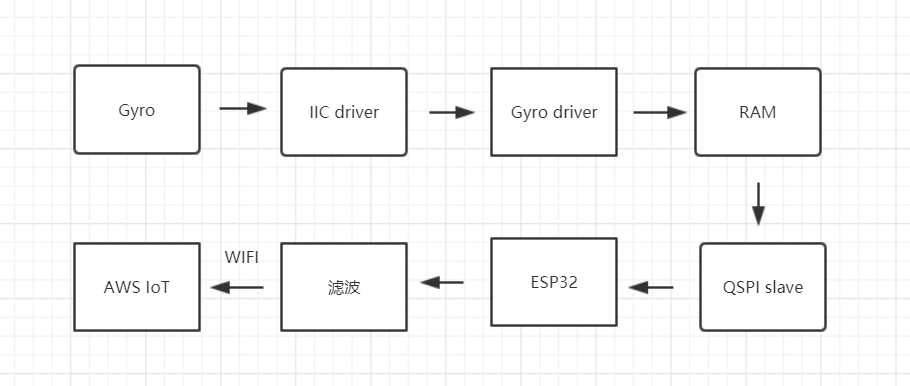 Gyro
IIC driver
Gyro driver
RAM
AWS IoT
WIFI
滤波
ESP32
QSPI slave